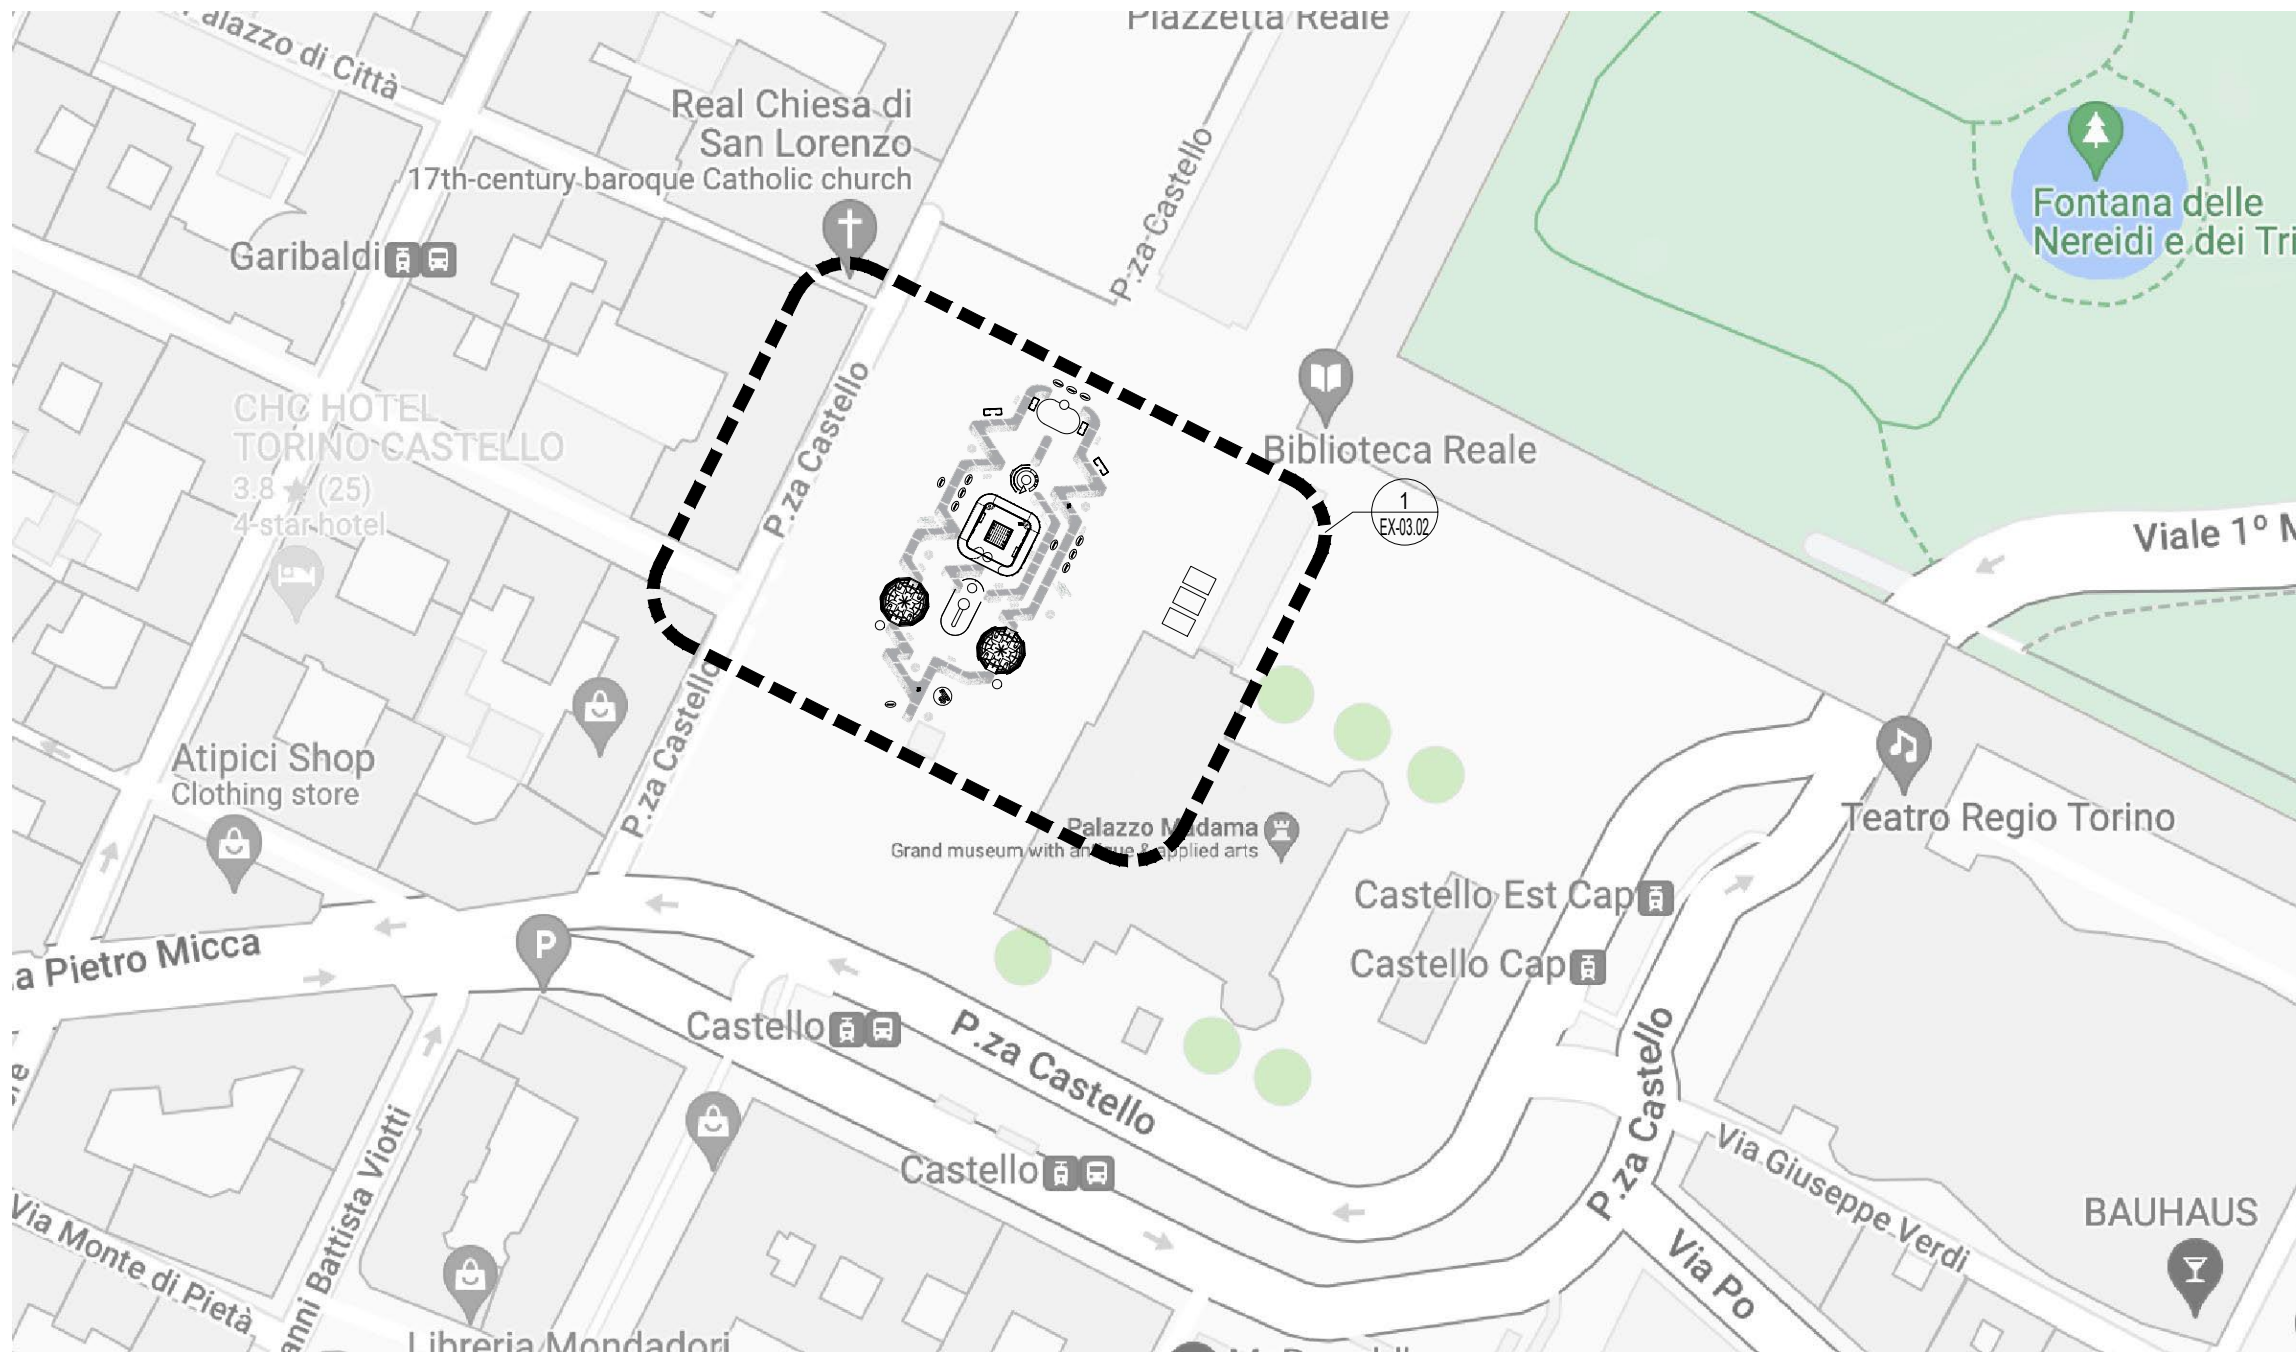 Piazzetta Reale
Palazzo di Città
Real Chiesa di
San Lorenzo
17th-century baroque Catholic church
P.za Castello
Fontana delle
Nereidi e dei Tri
Garibaldi
P.za Castello
CHC HOTEL
TORINO CASTELLO
3.8 ★ (25)
4-star hotel
Biblioteca Reale
1
EX-03.02
Viale 1º M
P.za Castello
Atipici Shop
Clothing store
Palazzo Madama
Grand museum with antique & applied arts
Teatro Regio Torino
Castello Est Cap
Castello Cap
a Pietro Micca
P
Castello
P.za Castello
P.za Castello
Castello
Via Giuseppe Verdi
Via Po
BAUHAUS
anni Battista Viotti
Via Monte di Pietà
Libreria Mondadori